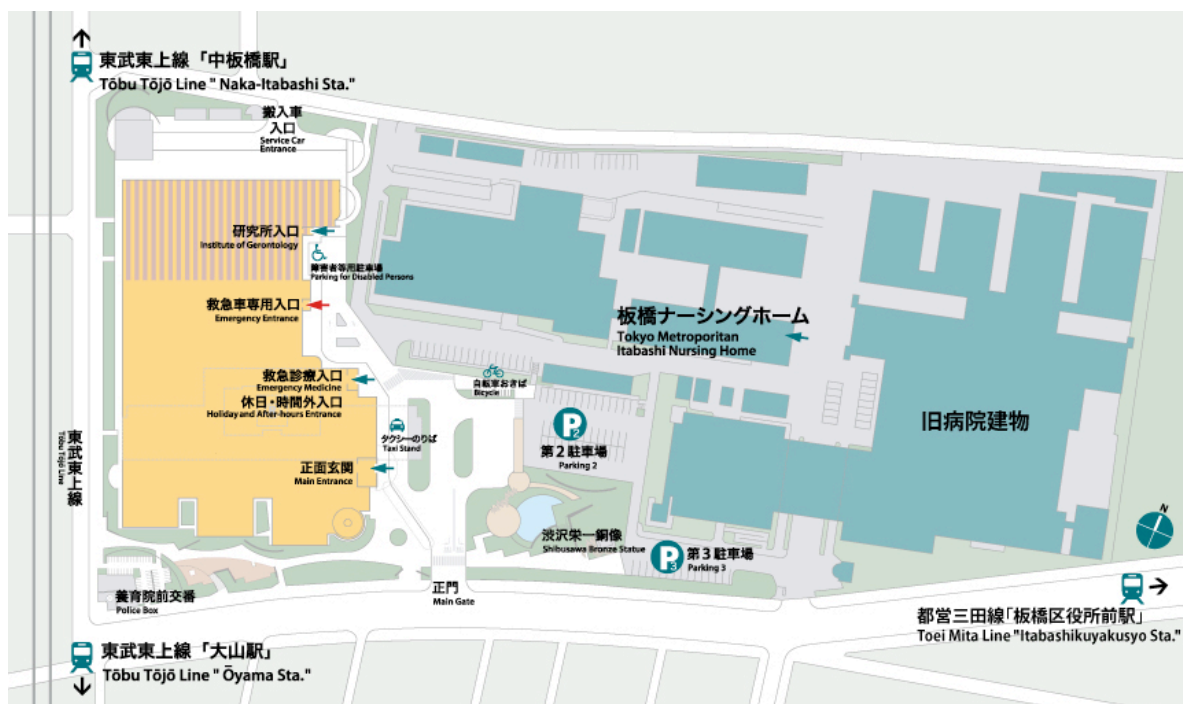 東武東上線「中板橋駅」
Tōbu Tōjō Line " Naka-Itabashi Sta."
搬入車
入口
Service Car
Entrance
研究所入口
Institute of Gerontology
障害者等用駐車場
Parking for Disabled Persons
救急車専用入口
Emergency Entrance
板橋ナーシングホーム
Tokyo Metroporitan
Itabashi Nursing Home
救急診療入口
Emergency Medicine
休日・時間外入口
Holiday and After-hours Entrance
自転車おきば
Bicycle
旧病院建物
タクシーのりば
Taxi Stand
P2
第2駐車場
Parking 2
東武東上線
Tōbu Tōjō Line
正面玄関
Main Entrance
渋沢栄一銅像
Shibusawa Bronze Statue
P3
第3駐車場
Parking 3
N
養育院前交番
Police Box
正門
Main Gate
都営三田線「板橋区役所前駅」
Toei Mita Line "Itabashikuyakusyo Sta."
東武東上線「大山駅」
Tōbu Tōjō Line " Ōyama Sta."